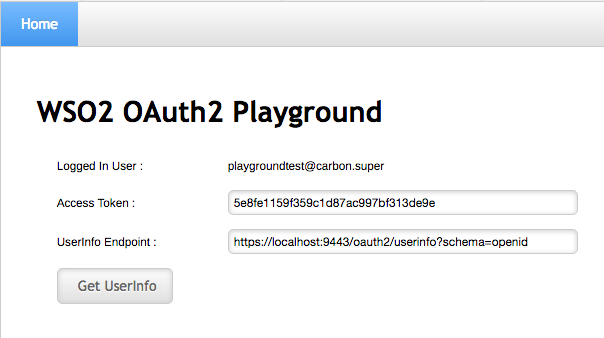 Home
WSO2 OAuth2 Playground
Logged In User : playgroundtest@carbon.super
Access Token : 5e8fe1159f359c1d87ac997bf313de9e
UserInfo Endpoint : https://localhost:9443/oauth2/userinfo?schema=openid
Get UserInfo